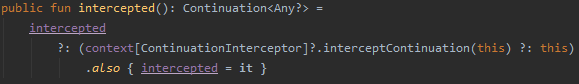 public fun intercepted(): Continuation<Any?> =
intercepted
?: (context[ContinuationInterceptor]?.interceptContinuation(this) ?: this)
.also { intercepted = it }